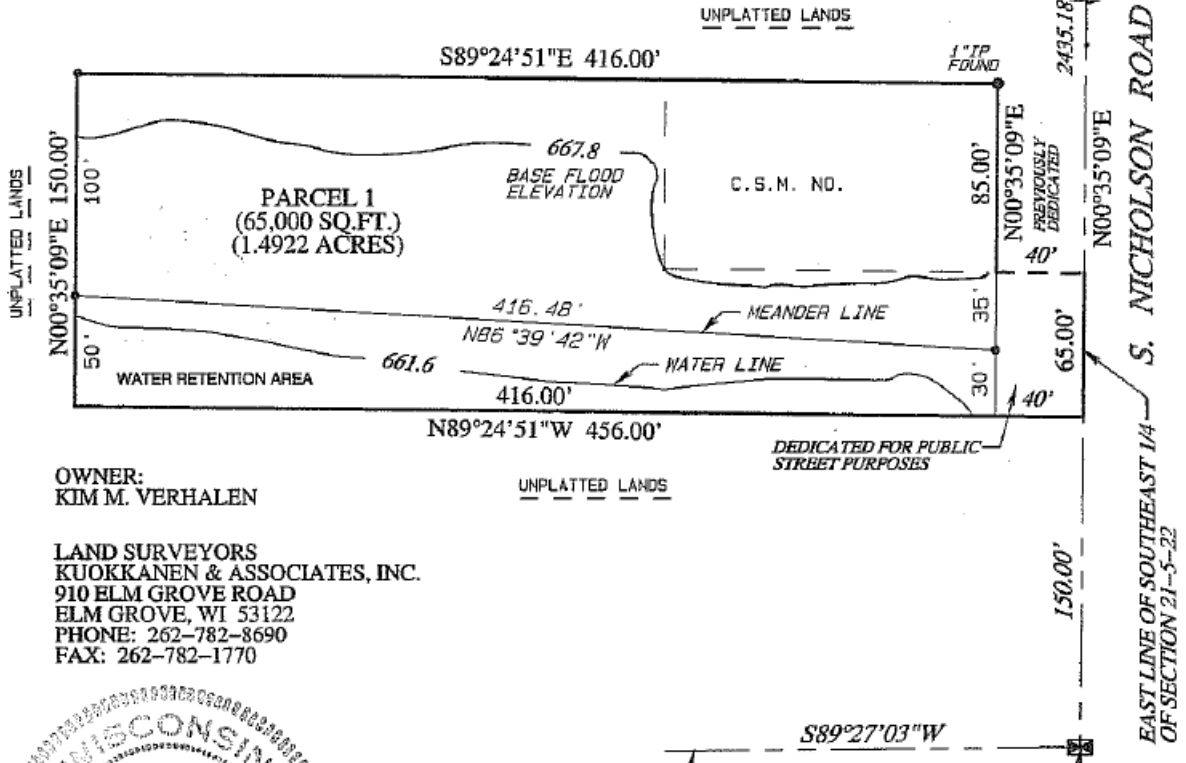 UNPLATTED LANDS
2435.18'
S. NICHOLSON ROAD
S89°24'51"E 416.00'
1"IP
FOUND
UNPLATTED LANDS
N00°35'09"E 150.00'
100'
667.8
BASE FLOOD
ELEVATION
C.S.M. NO.
85.00'
N00°35'09"E
PREVIOUSLY
DEDICATED
N00°35'09"E
PARCEL 1
(65,000 SQ.FT.)
(1.4922 ACRES)
40'
416.48'
N86°39'42"W
MEANDER LINE
35'
65.00'
50'
WATER RETENTION AREA
661.6
WATER LINE
30'
416.00'
40'
N89°24'51"W 456.00'
DEDICATED FOR PUBLIC
STREET PURPOSES
EAST LINE OF SOUTHEAST 1/4
OF SECTION 21-5-22
OWNER:
KIM M. VERHALEN
UNPLATTED LANDS
LAND SURVEYORS
KUOKKANEN & ASSOCIATES, INC.
910 ELM GROVE ROAD
ELM GROVE, WI 53122
PHONE: 262-782-8690
FAX: 262-782-1770
150.00'
WISCONSIN
S89°27'03"W